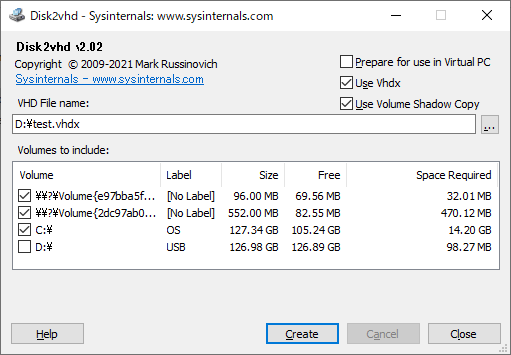 Disk2vhd - Sysinternals: www.sysinternals.com
Disk2vhd v2.02
Copyright © 2009-2021 Mark Russinovich
Sysinternals - www.sysinternals.com
Prepare for use in Virtual PC
Use Vhdx
Use Volume Shadow Copy
VHD File name:
D:¥test.vhdx
...
Volumes to include:
Volume Label Size Free Space Required
¥¥?¥Volume{e97bba5f... [No Label] 96.00 MB 69.56 MB 32.01 MB
¥¥?¥Volume{2dc97ab0... [No Label] 552.00 MB 82.55 MB 470.12 MB
C:¥ OS 127.34 GB 105.24 GB 14.20 GB
D:¥ USB 126.98 GB 126.89 GB 98.27 MB
Help Create Cancel Close